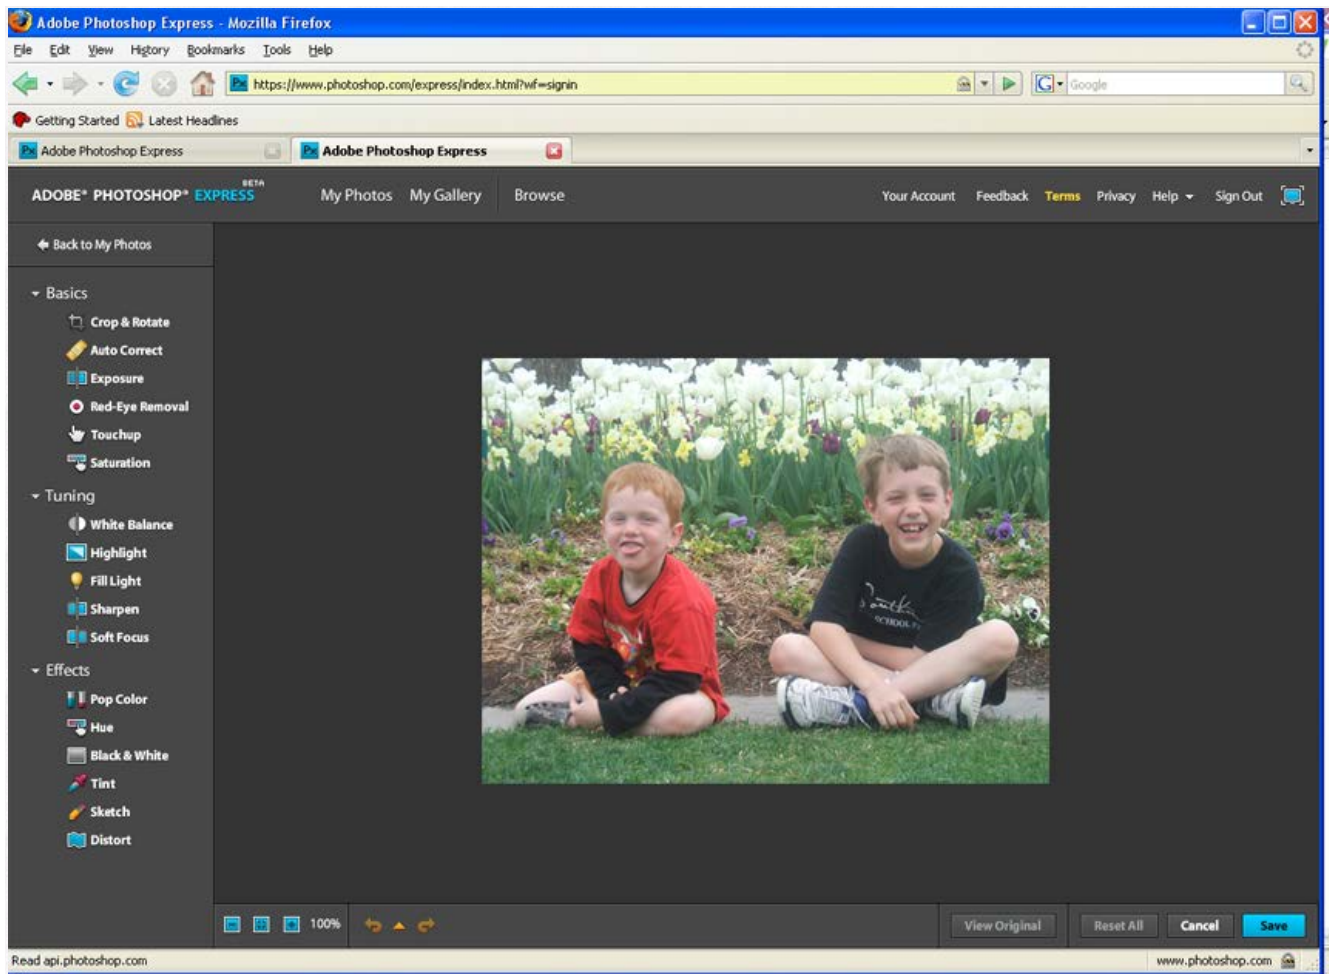 Adobe Photoshop Express - Mozilla Firefox
File Edit View History Bookmarks Tools Help
https://www.photoshop.com/express/index.html?wf=signin G Google
Getting Started Latest Headlines
Px Adobe Photoshop Express Px Adobe Photoshop Express
ADOBE® PHOTOSHOP® EXPRESS BETA My Photos My Gallery Browse Your Account Feedback Terms Privacy Help Sign Out
Back to My Photos
Basics
Crop & Rotate
Auto Correct
Exposure
Red-Eye Removal
Touchup
Saturation
Tuning
White Balance
Highlight
Fill Light
Sharpen
Soft Focus
Effects
Pop Color
Hue
Black & White
Tint
Sketch
Distort
SCHOOL
100% View Original Reset All Cancel Save
Read api.photoshop.com www.photoshop.com